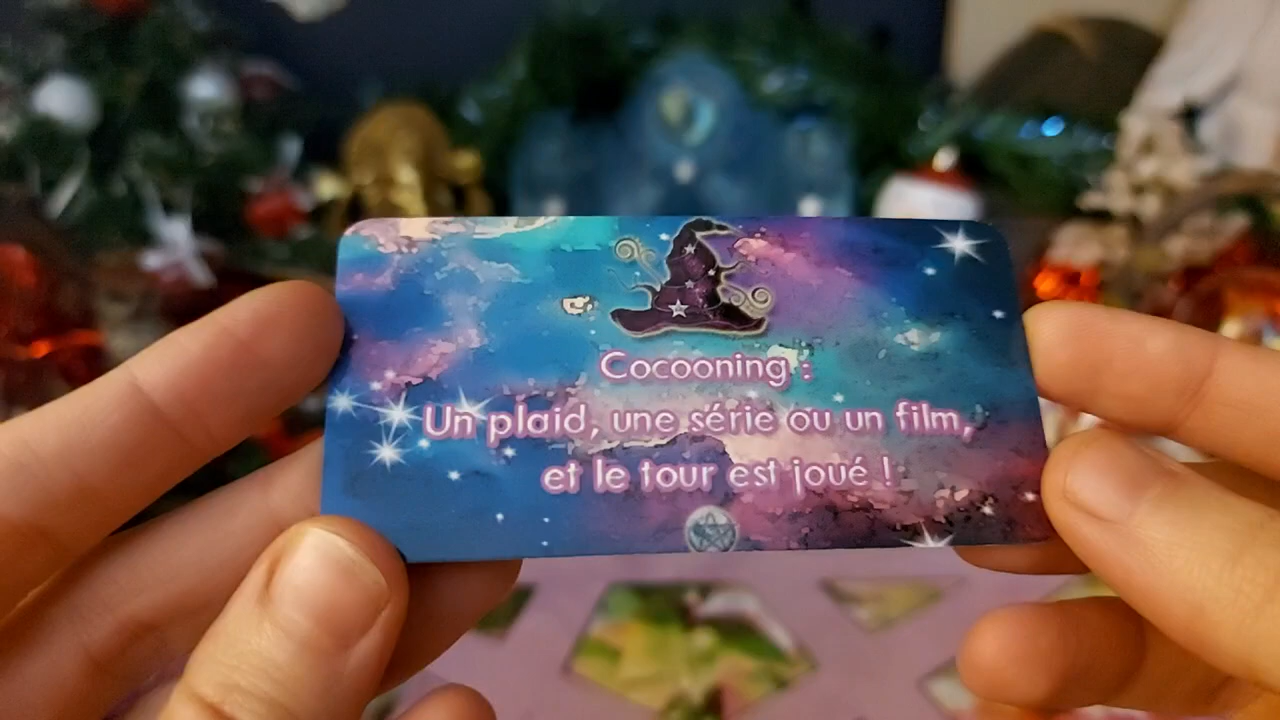 Cocooning :
Un plaid, une série ou un film,
et le tour est joué !